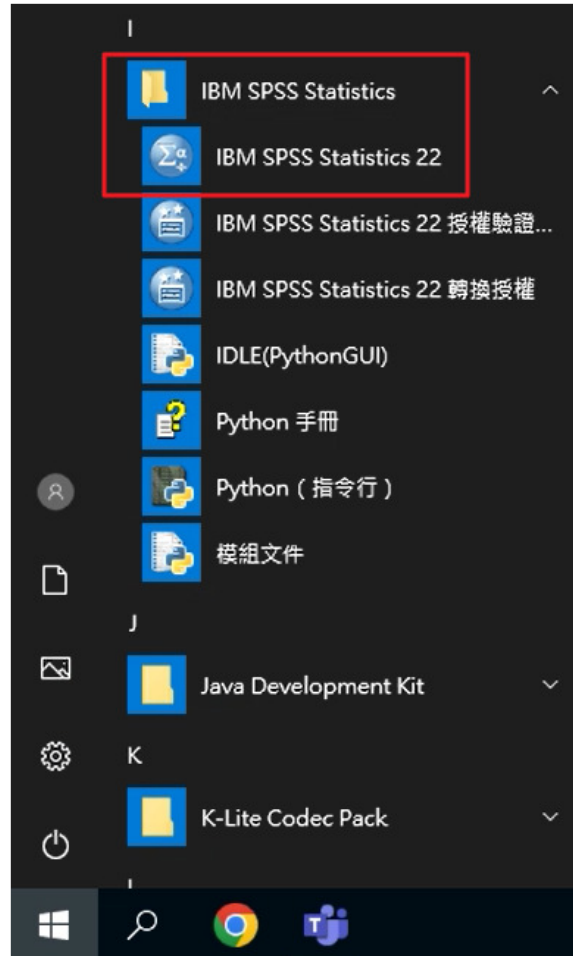 I
IBM SPSS Statistics
IBM SPSS Statistics 22
IBM SPSS Statistics 22 授權驗證...
IBM SPSS Statistics 22 轉換授權
IDLE(PythonGUI)
Python 手冊
Python（指令行）
模組文件
J
Java Development Kit
K
K-Lite Codec Pack